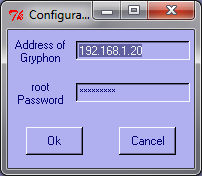 Configura...
Address of
Gryphon
192.168.1.20
root
Password
*********
Ok
Cancel